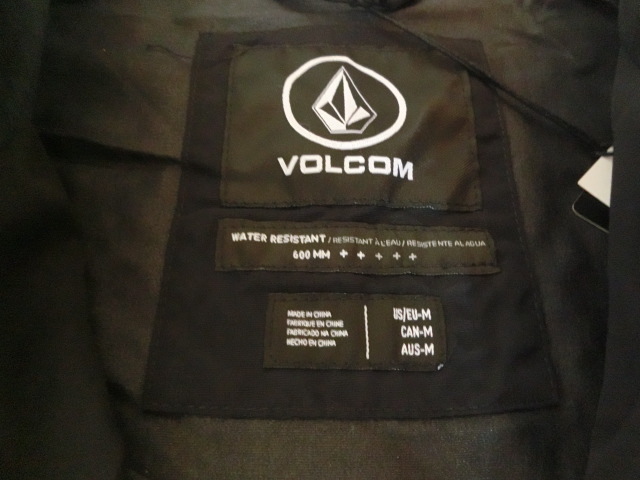 VOLCOM
WATER RESISTANT / RESISTANT À L'EAU / RESISTENTE AL AGUA
600 MM + + + + +
MADE IN CHINA
FABRIQUE EN CHINE
FABRICADO NA CHINA
HECHO EN CHINA
US/EU-M
CAN-M
AUS-M